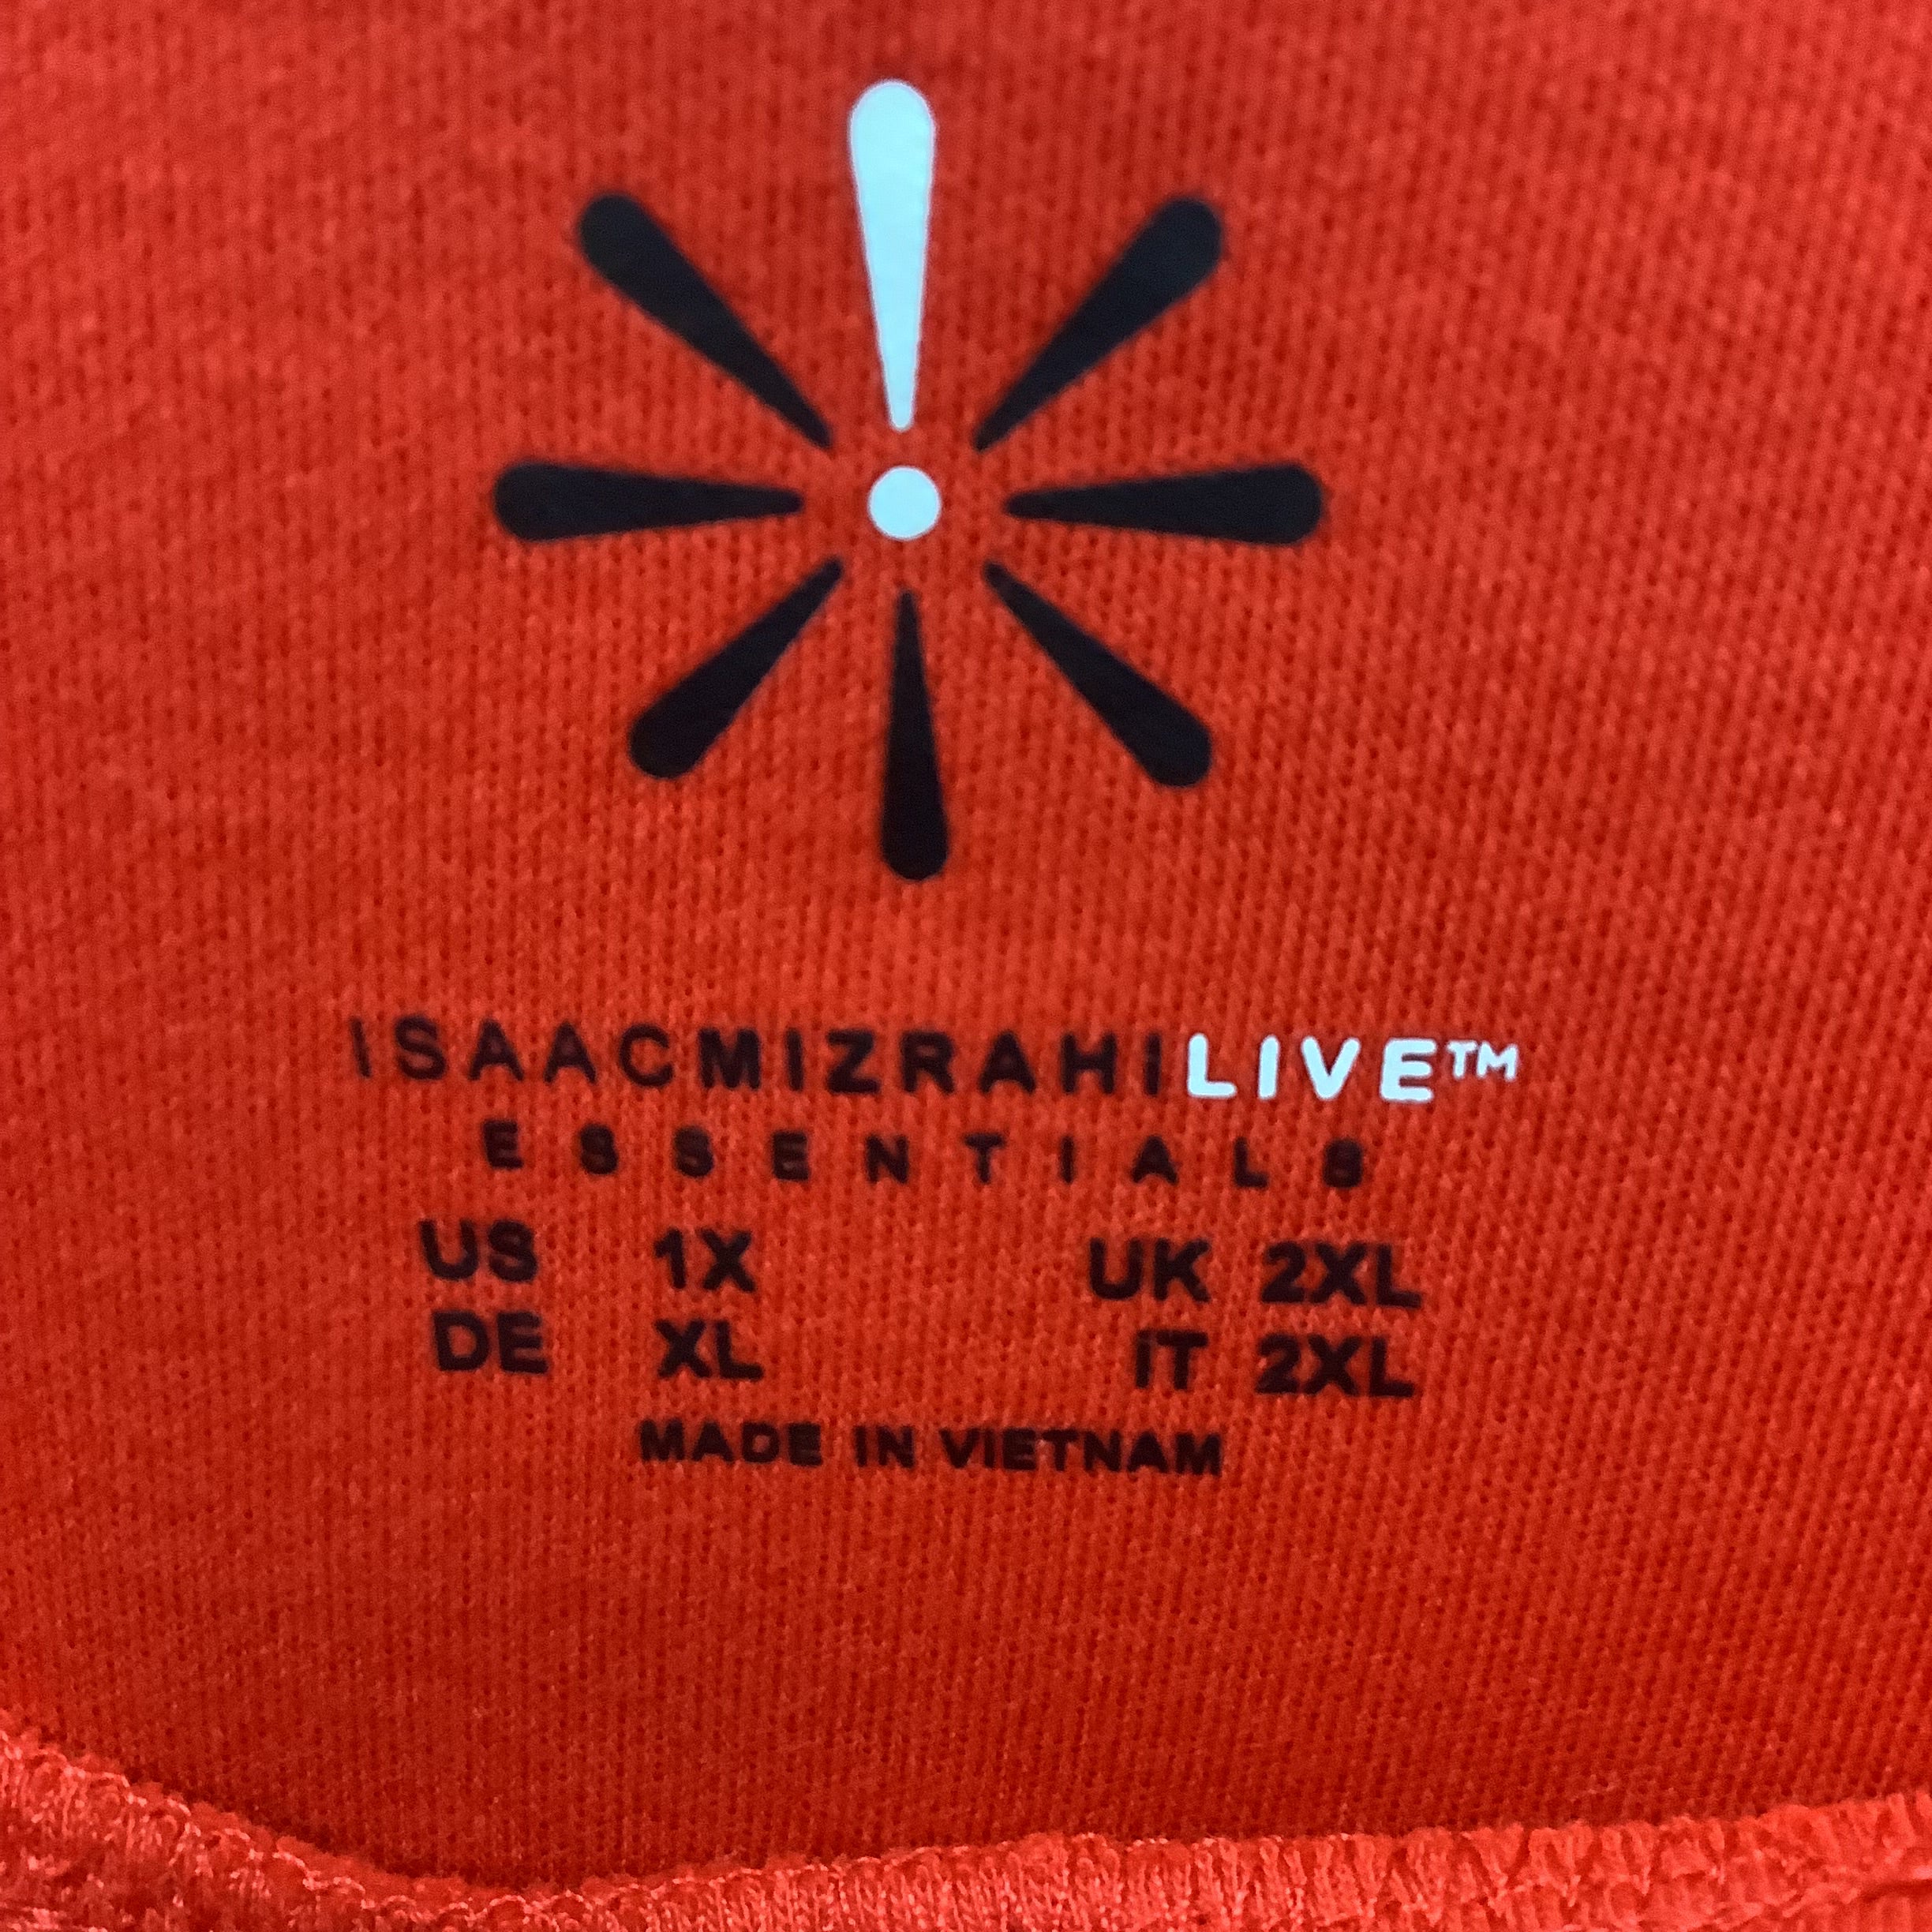 ISAACMIZRAHILIVE™
ESSENTIALS
US 1X UK 2XL
DE XL IT 2XL
MADE IN VIETNAM